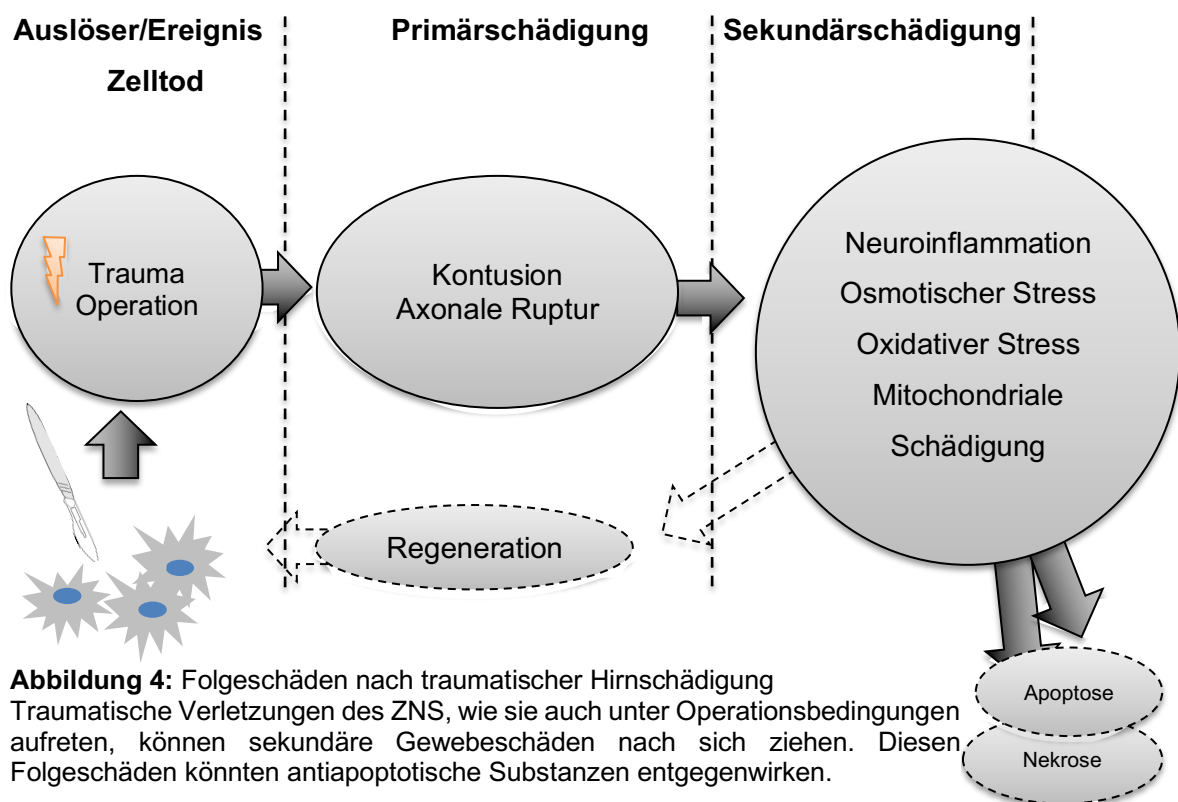 Auslöser/Ereignis
Zelltod
Primärschädigung
Sekundärschädigung
Trauma
Operation
Kontusion
Axonale Ruptur
Neuroinflammation
Osmotischer Stress
Oxidativer Stress
Mitochondriale
Schädigung
Regeneration
Apoptose
Nekrose
Abbildung 4: Folgeschäden nach traumatischer Hirnschädigung
Traumatische Verletzungen des ZNS, wie sie auch unter Operationsbedingungen
aufreten, können sekundäre Gewebeschäden nach sich ziehen. Diesen
Folgeschäden könnten antiapoptotische Substanzen entgegenwirken.